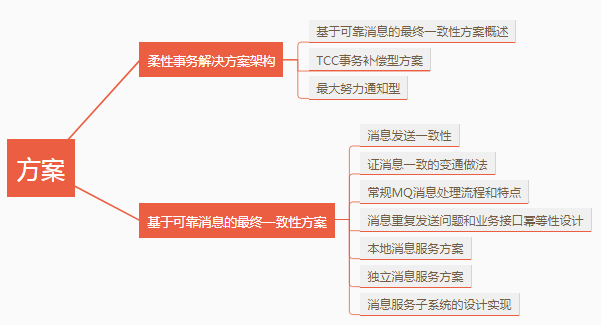 方案
柔性事务解决方案架构
基于可靠消息的最终一致性方案概述
TCC事务补偿型方案
最大努力通知型
基于可靠消息的最终一致性方案
消息发送一致性
证消息一致的变通做法
常规MQ消息处理流程和特点
消息重复发送问题和业务接口幂等性设计
本地消息服务方案
独立消息服务方案
消息服务子系统的设计实现